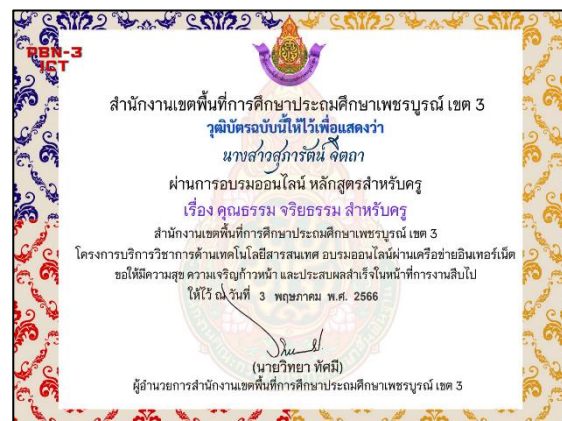 PBN-3
ICT
สำนักงานเขตพื้นที่การศึกษาประถมศึกษาเพชรบูรณ์ เขต 3
วุฒิบัตรฉบับนี้ให้ไว้เพื่อแสดงว่า
นางสาวสุภารัตน์ จิตถา
ผ่านการอบรมออนไลน์ หลักสูตรสำหรับครู
เรื่อง คุณธรรม จริยธรรม สำหรับครู
สำนักงานเขตพื้นที่การศึกษาประถมศึกษาเพชรบูรณ์ เขต 3
โครงการบริการวิชาการด้านเทคโนโลยีสารสนเทศ อบรมออนไลน์ผ่านเครือข่ายอินเทอร์เน็ต
ขอให้มีความสุข ความเจริญก้าวหน้า และประสบผลสำเร็จในหน้าที่การงานสืบไป
ให้ไว้ ณ วันที่ 3 พฤษภาคม พ.ศ. 2566
(นายวิทยา ทัศมี)
ผู้อำนวยการสำนักงานเขตพื้นที่การศึกษาประถมศึกษาเพชรบูรณ์ เขต 3